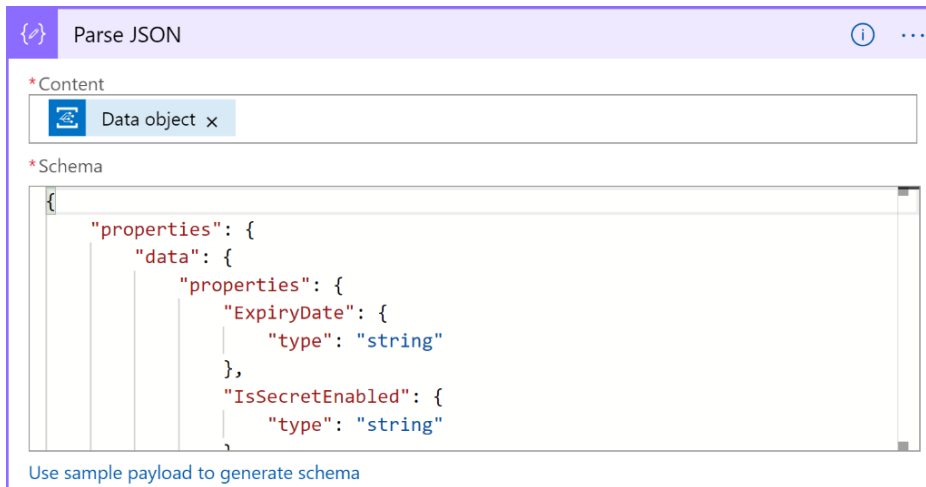 Parse JSON
*Content
Data object ×
*Schema
{
"properties": {
"data": {
"properties": {
"ExpiryDate": {
"type": "string"
},
"IsSecretEnabled": {
"type": "string"
}
Use sample payload to generate schema